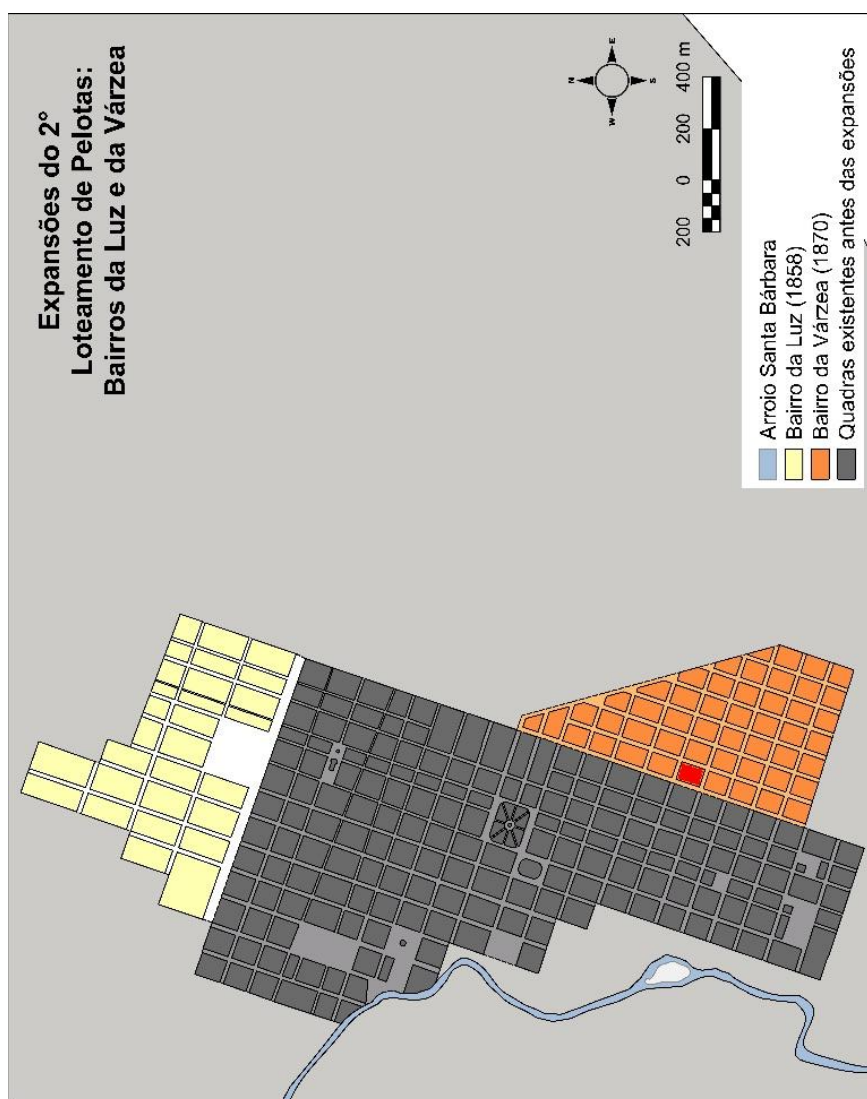 Expansões do 2º
Loteamento de Pelotas:
Bairros da Luz e da Várzea
N
E
S
W
200 0 200 400 m
Arroio Santa Bárbara
Bairro da Luz (1858)
Bairro da Várzea (1870)
Quadras existentes antes das expansões